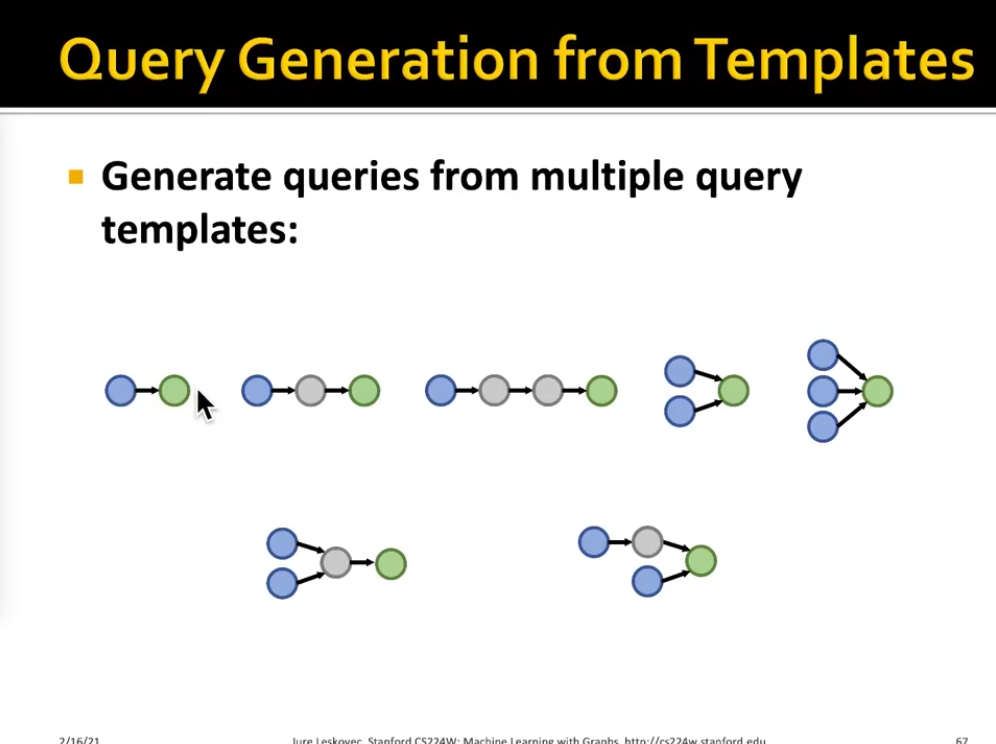 Query Generation from Templates
Generate queries from multiple query
templates:
2/16/21 Jure Leskovec, Stanford CS224W: Machine Learning with Graphs, http://cs224w.stanford.edu 67